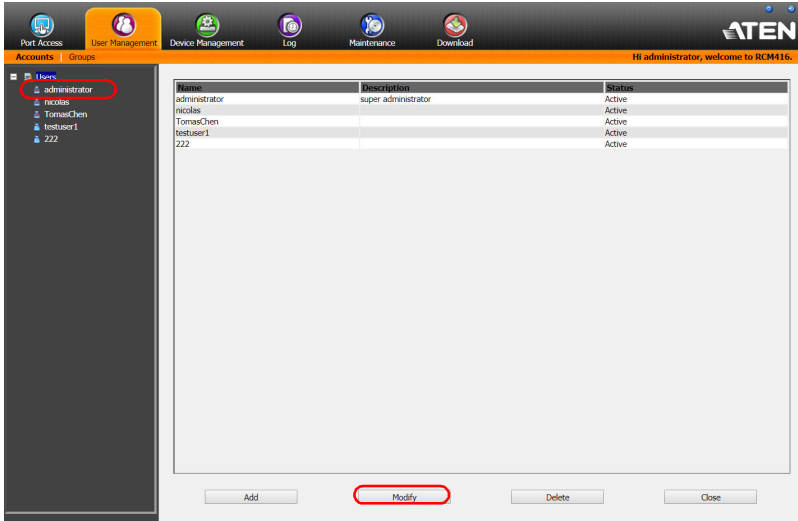 ATEN
Port Access User Management Device Management Log Maintenance Download
Accounts Groups Hi administrator, welcome to RCM416.
Users
administrator
nicolas
TomasChen
testuser1
222
Name Description Status
administrator super administrator Active
nicolas Active
TomasChen Active
testuser1 Active
222 Active
Add Modify Delete Close